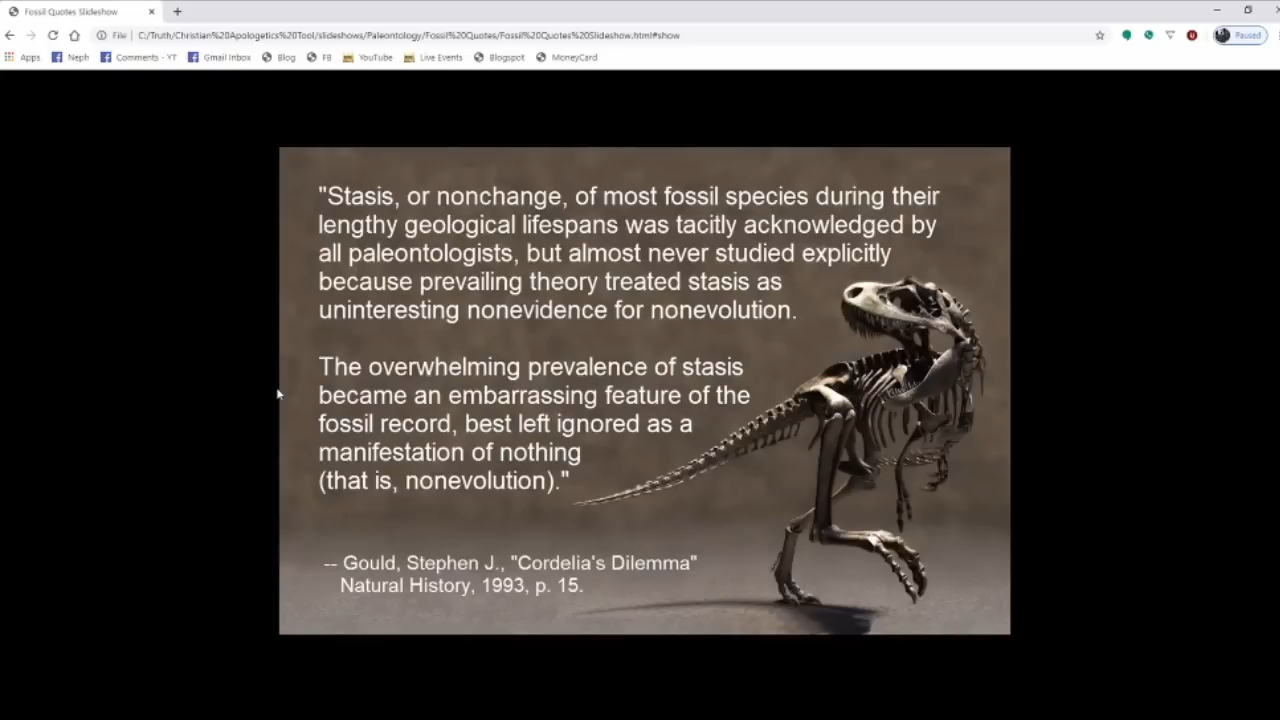 Fossil Quotes Slideshow
File
C:/Truth/Christian%20Apologetics%20Tool/slideshows/Paleontology/Fossil%20Quotes/Fossil%20Quotes%20Slideshow.html#show
Paused
Apps
Neph
Comments - YT
Gmail Inbox
Blog
FB
YouTube
Live Events
Blogspot
MoneyCard
"Stasis, or nonchange, of most fossil species during their
lengthy geological lifespans was tacitly acknowledged by
all paleontologists, but almost never studied explicitly
because prevailing theory treated stasis as
uninteresting nonevidence for nonevolution.
The overwhelming prevalence of stasis
became an embarrassing feature of the
fossil record, best left ignored as a
manifestation of nothing
(that is, nonevolution)."
-- Gould, Stephen J., "Cordelia's Dilemma"
Natural History, 1993, p. 15.